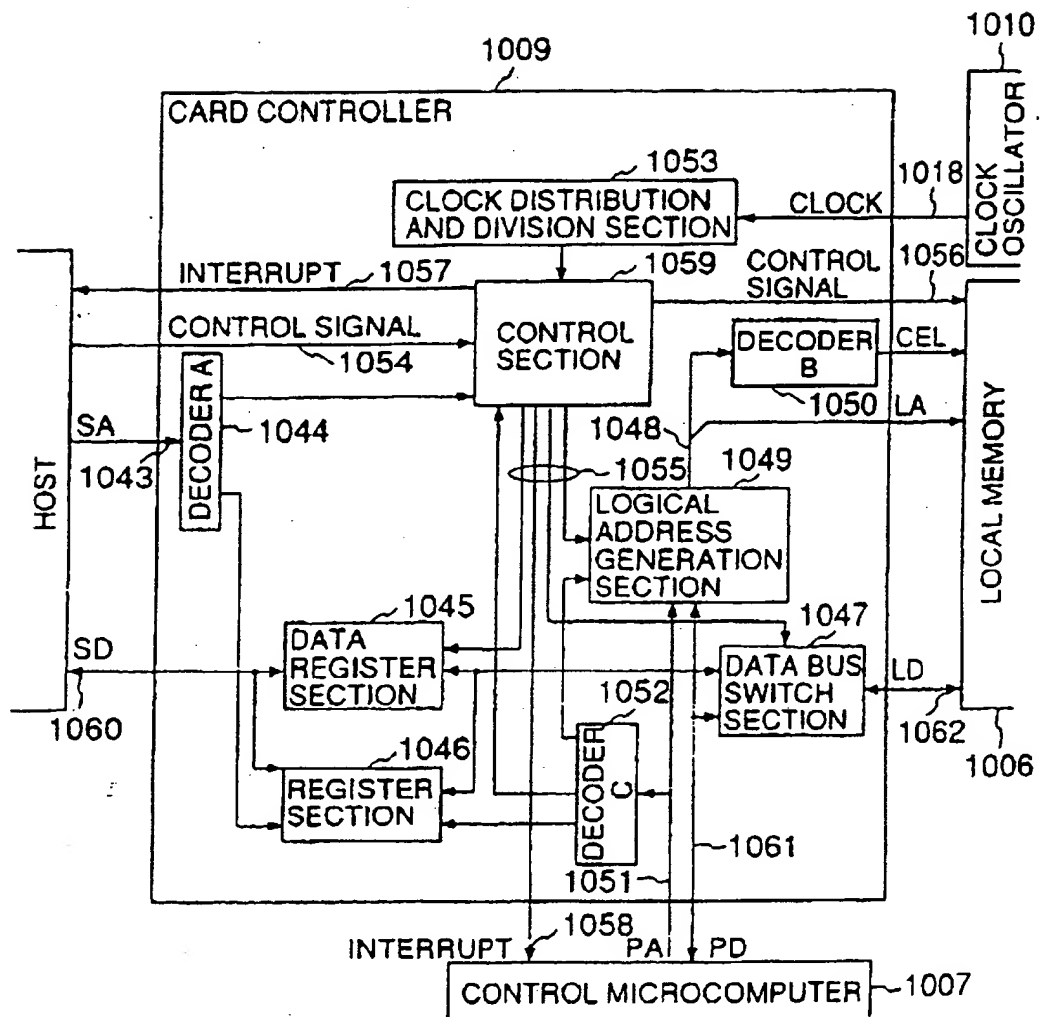 1010
1009
CARD CONTROLLER
CLOCK OSCILLATOR
1053
CLOCK DISTRIBUTION
AND DIVISION SECTION
CLOCK
1018
INTERRUPT
1057
1059
CONTROL
SIGNAL
1056
CONTROL SIGNAL
1054
CONTROL
SECTION
DECODER
B
CEL
1050
LA
SA
1043
DECODER A
1044
HOST
1048
1055
1049
LOGICAL
ADDRESS
GENERATION
SECTION
LOCAL MEMORY
1045
DATA
REGISTER
SECTION
SD
1060
1047
DATA BUS
SWITCH
SECTION
LD
1062
1006
1052
DECODER C
1046
REGISTER
SECTION
1061
1051
1058
INTERRUPT
PA
PD
CONTROL MICROCOMPUTER
1007